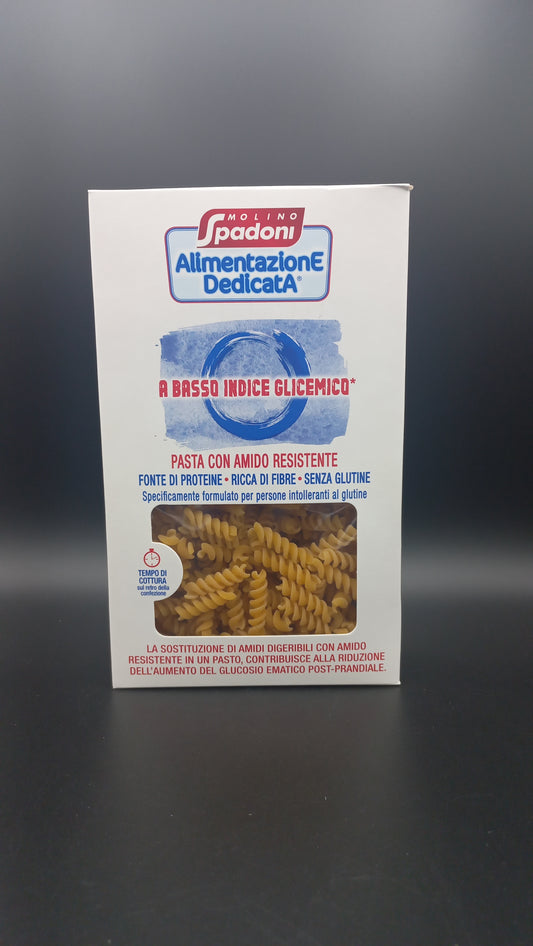 MOLINO
Spadoni
AlimentazionE
DedicatA®
A BASSO INDICE GLICEMICO*
PASTA CON AMIDO RESISTENTE
FONTE DI PROTEINE • RICCA DI FIBRE • SENZA GLUTINE
Specificamente formulato per persone intolleranti al glutine
TEMPO DI
COTTURA
sul retro della
confezione
LA SOSTITUZIONE DI AMIDI DIGERIBILI CON AMIDO
RESISTENTE IN UN PASTO, CONTRIBUISCE ALLA RIDUZIONE
DELL'AUMENTO DEL GLUCOSIO EMATICO POST-PRANDIALE.